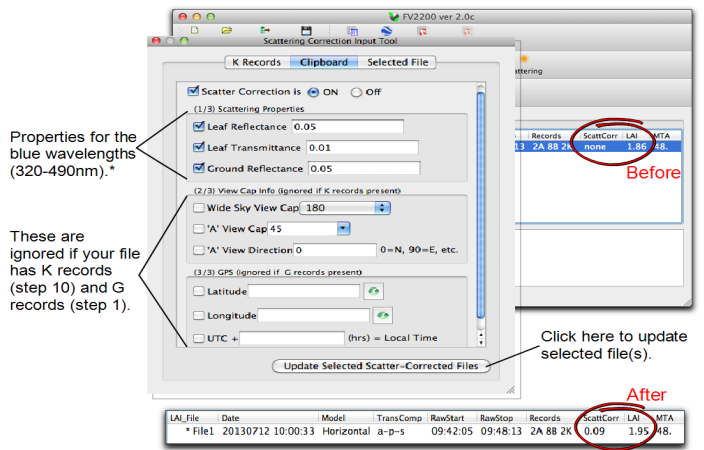 FV2200 ver 2.0c
Scattering Correction Input Tool
K Records Clipboard Selected File
ttering
Scatter Correction is ON Off
(1/3) Scattering Properties
Leaf Reflectance 0.05
Leaf Transmittance 0.01
Ground Reflectance 0.05
Properties for the
blue wavelengths
(320-490nm).*
Records ScattCorr LAI MTA
13 2A 8B 2K none 1.86 48.
Before
(2/3) View Cap Info (ignored if K records present)
Wide Sky View Cap 180
'A' View Cap 45
'A' View Direction 0 0=N, 90=E, etc.
These are
ignored if your file
has K records
(step 10) and G
records (step 1).
(3/3) GPS (ignored if G records present)
Latitude
Longitude
UTC + (hrs) = Local Time
Update Selected Scatter-Corrected Files
Click here to update
selected file(s).
After
LAI_File Date Model TransComp RawStart RawStop Records ScattCorr LAI MTA
* File1 20130712 10:00:33 Horizontal a-p-s 09:42:05 09:48:13 2A 8B 2K 0.09 1.95 48.